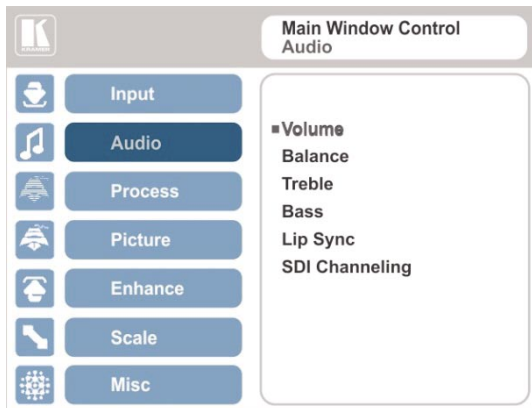 KRAMER
Main Window Control
Audio
Input
Audio
Process
Picture
Enhance
Scale
Misc
Volume
Balance
Treble
Bass
Lip Sync
SDI Channeling